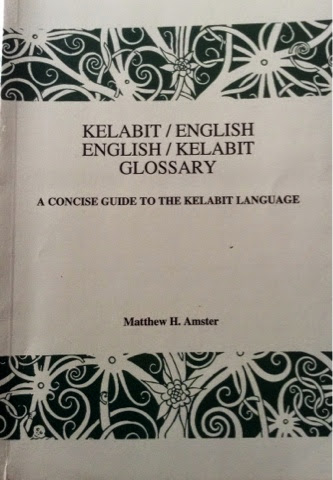 KELABIT / ENGLISH
ENGLISH / KELABIT
GLOSSARY
A CONCISE GUIDE TO THE KELABIT LANGUAGE
Matthew H. Amster